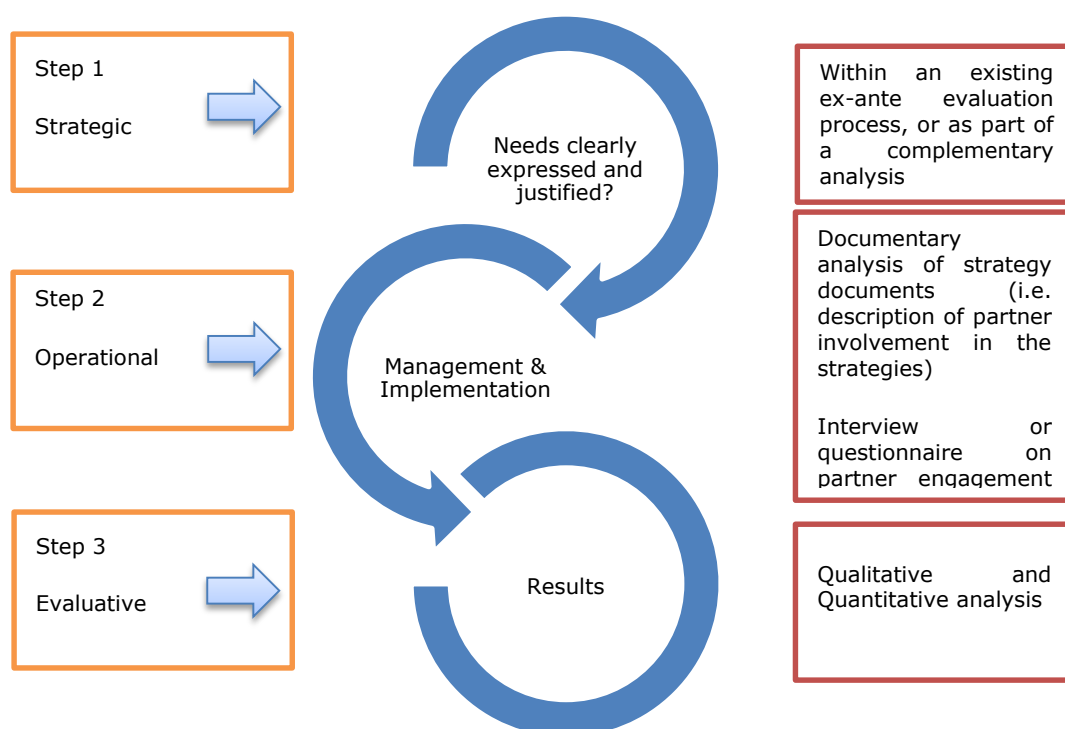 Step 1
Strategic
Needs clearly
expressed and
justified?
Within an existing
ex-ante evaluation
process, or as part of
a complementary
analysis
Step 2
Operational
Management &
Implementation
Documentary
analysis of strategy
documents (i.e.
description of partner
involvement in the
strategies)
Interview or
questionnaire on
partner engagement
Step 3
Evaluative
Results
Qualitative and
Quantitative analysis